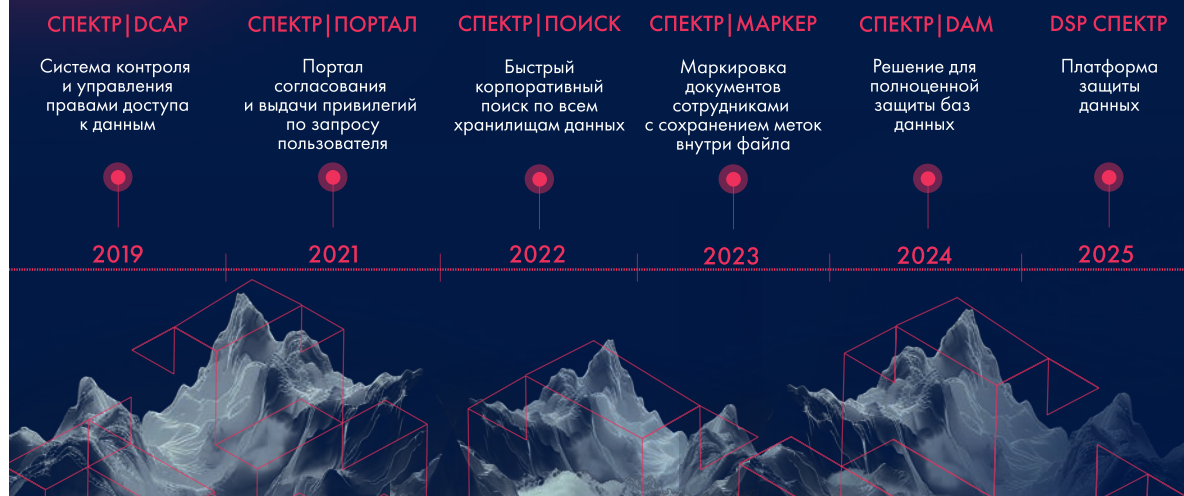 СПЕКТР|DCAP
Система контроля
и управления
правами доступа
к данным
2019
СПЕКТР|ПОРТАЛ
Портал
согласования
и выдачи привилегий
по запросу
пользователя
2021
СПЕКТР|ПОИСК
Быстрый
корпоративный
поиск по всем
хранилищам данных
2022
СПЕКТР|МАРКЕР
Маркировка
документов
сотрудниками
с сохранением меток
внутри файла
2023
СПЕКТР|DAM
Решение для
полноценной
защиты баз
данных
2024
DSP СПЕКТР
Платформа
защиты
данных
2025